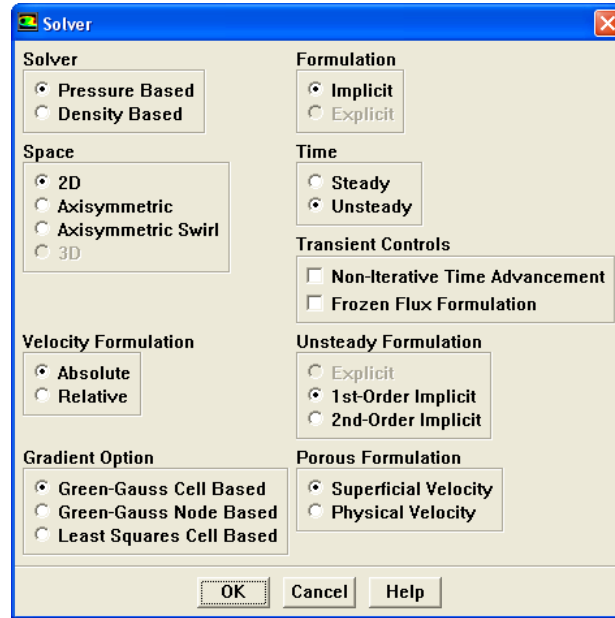 Solver
Solver
Pressure Based
Density Based
Formulation
Implicit
Explicit
Space
2D
Axisymmetric
Axisymmetric Swirl
3D
Time
Steady
Unsteady
Transient Controls
Non-Iterative Time Advancement
Frozen Flux Formulation
Velocity Formulation
Absolute
Relative
Unsteady Formulation
Explicit
1st-Order Implicit
2nd-Order Implicit
Gradient Option
Green-Gauss Cell Based
Green-Gauss Node Based
Least Squares Cell Based
Porous Formulation
Superficial Velocity
Physical Velocity
OK Cancel Help